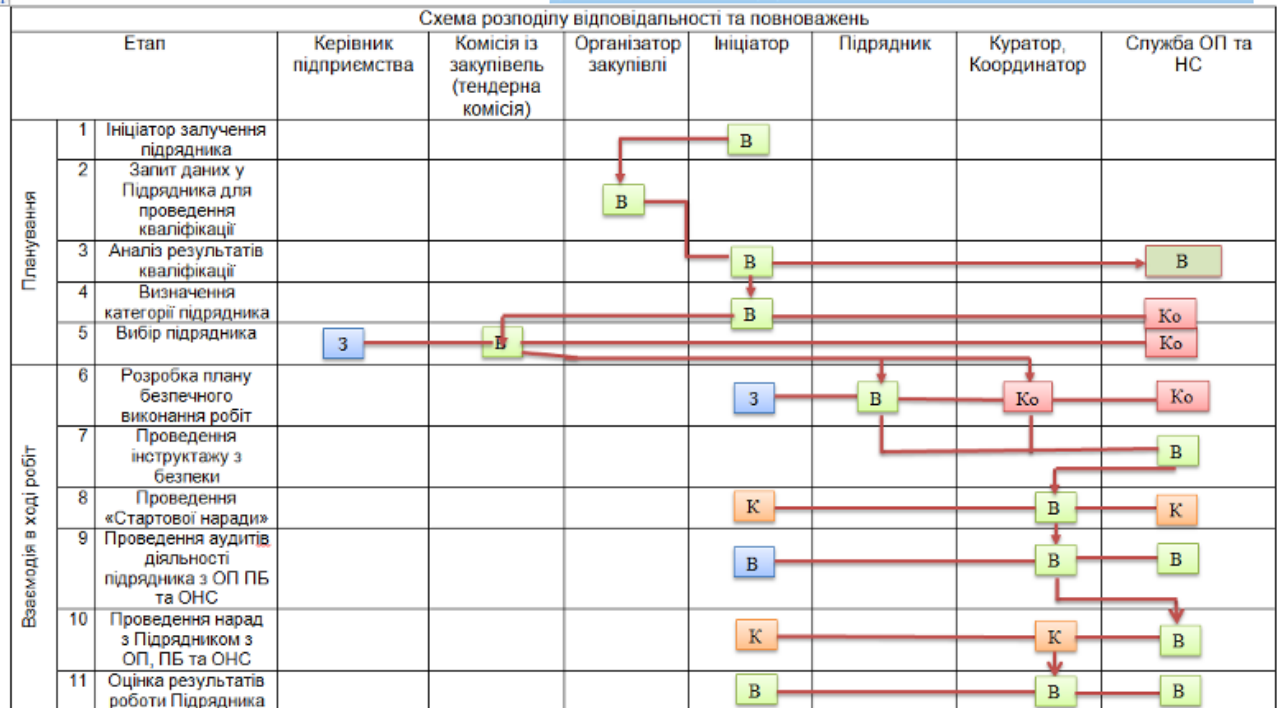 Схема розподілу відповідальності та повноважень
Етап
Керівник
підприємства
Комісія із
закупівель
(тендерна
комісія)
Організатор
закупівлі
Ініціатор
Підрядник
Куратор,
Координатор
Служба ОП та
НС
Планування
1
Ініціатор залучення
підрядника
В
2
Запит даних у
Підрядника для
проведення
кваліфікації
В
3
Аналіз результатів
кваліфікації
В
В
4
Визначення
категорії підрядника
В
Ко
5
Вибір підрядника
З
В
Ко
Взаємодія в ході робіт
6
Розробка плану
безпечного
виконання робіт
З
В
Ко
Ко
7
Проведення
інструктажу з
безпеки
В
8
Проведення
«Стартової наради»
К
В
К
9
Проведення аудитів
діяльності
підрядника з ОП ПБ
та ОНС
В
В
В
10
Проведення нарад
з Підрядником з
ОП, ПБ та ОНС
К
К
В
11
Оцінка результатів
роботи Підрядника
В
В
В